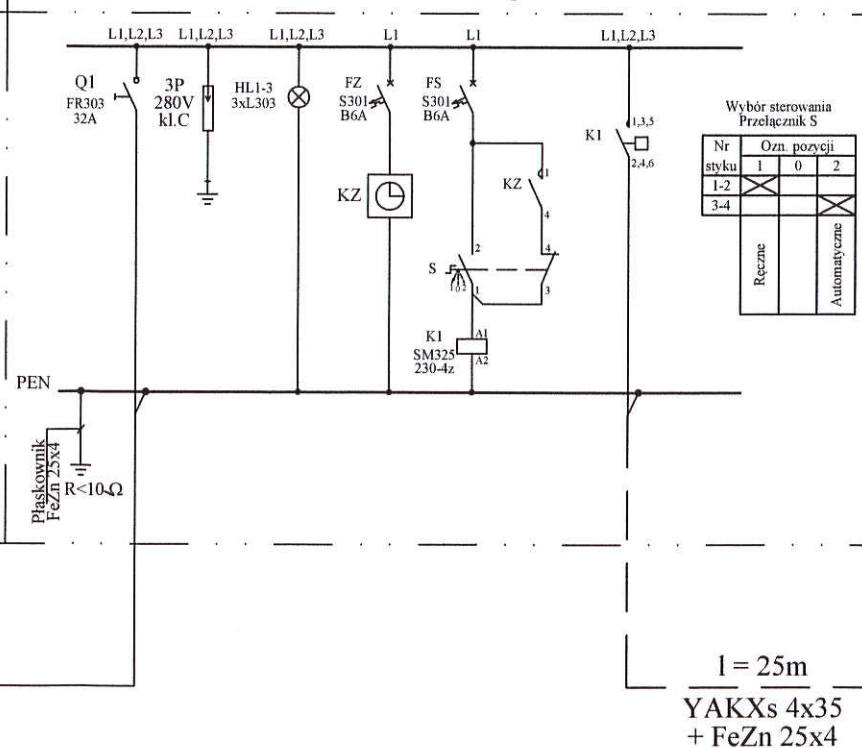 L1,L2,L3
L1,L2,L3
L1,L2,L3
L1
L1
L1,L2,L3
Q1
FR303
32A
3P
280V
kl.C
HL1-3
3xL303
FZ
S301
B6A
FS
S301
B6A
K1
1,3,5
2,4,6
Wybór sterowania
Przełącznik S
Nr
styku
Ozn. pozycji
1
0
2
1-2
3-4
Ręczne
Automatyczne
KZ
KZ
1
4
2
4
S
1 0 2
1
3
K1
SM325
230-4z
A1
A2
PEN
Płaskownik
FeZn 25x4
R<10Ω
l = 25m
YAKXs 4x35
+ FeZn 25x4